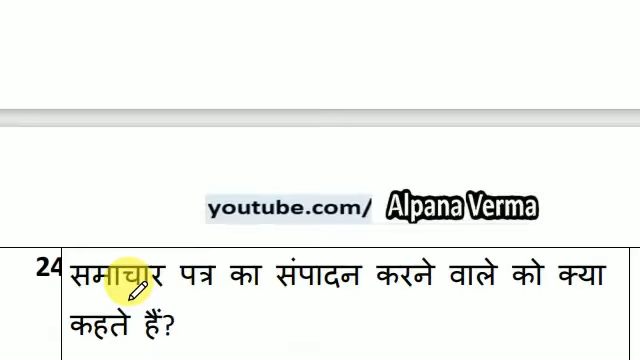 youtube.com/ Alpana Verma
24 समाचार पत्र का संपादन करने वाले को क्या
कहते हैं?